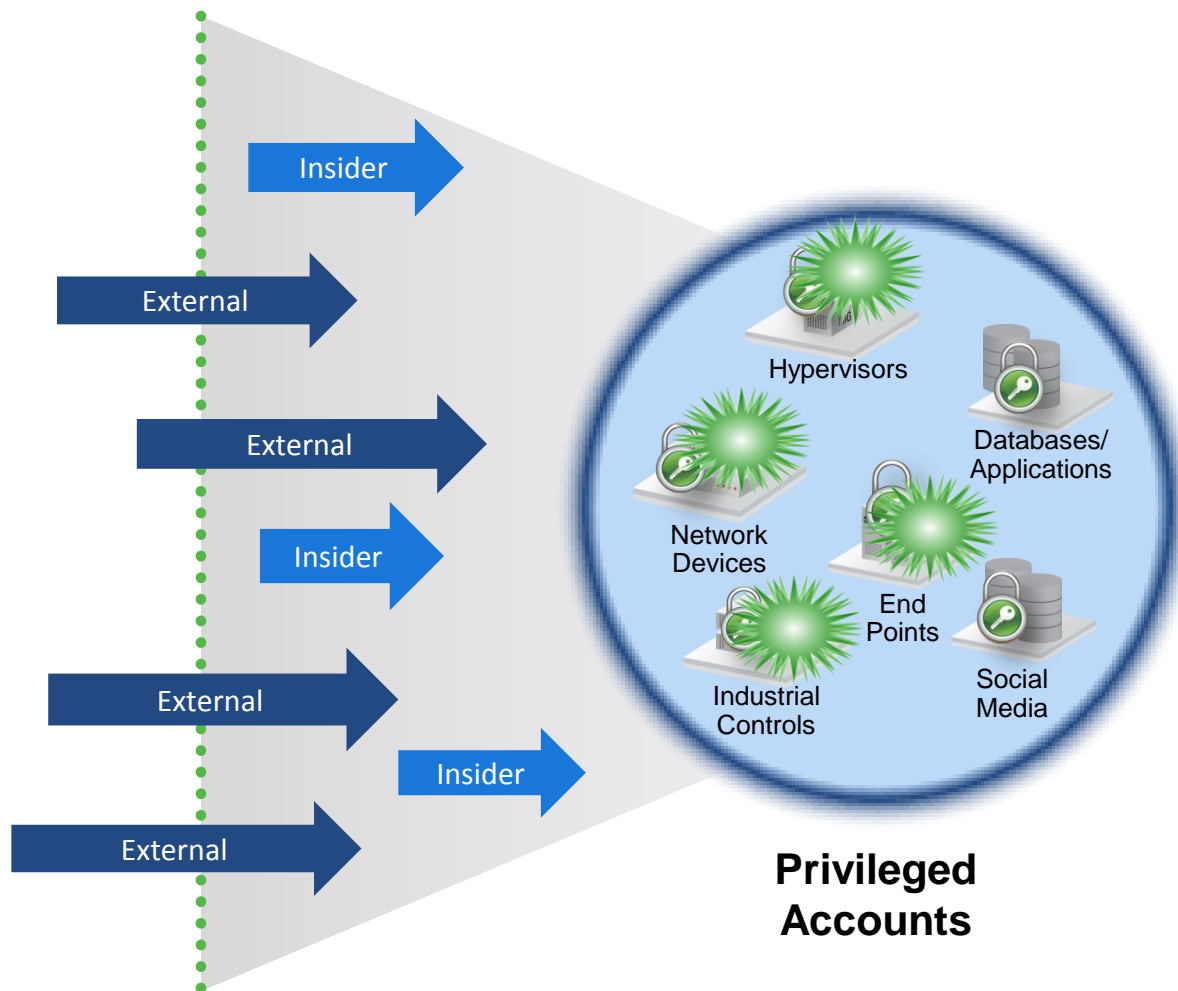 Insider
External
External
Insider
External
Insider
External
Hypervisors
Databases/
Applications
Network
Devices
End
Points
Industrial
Controls
Social
Media
Privileged
Accounts